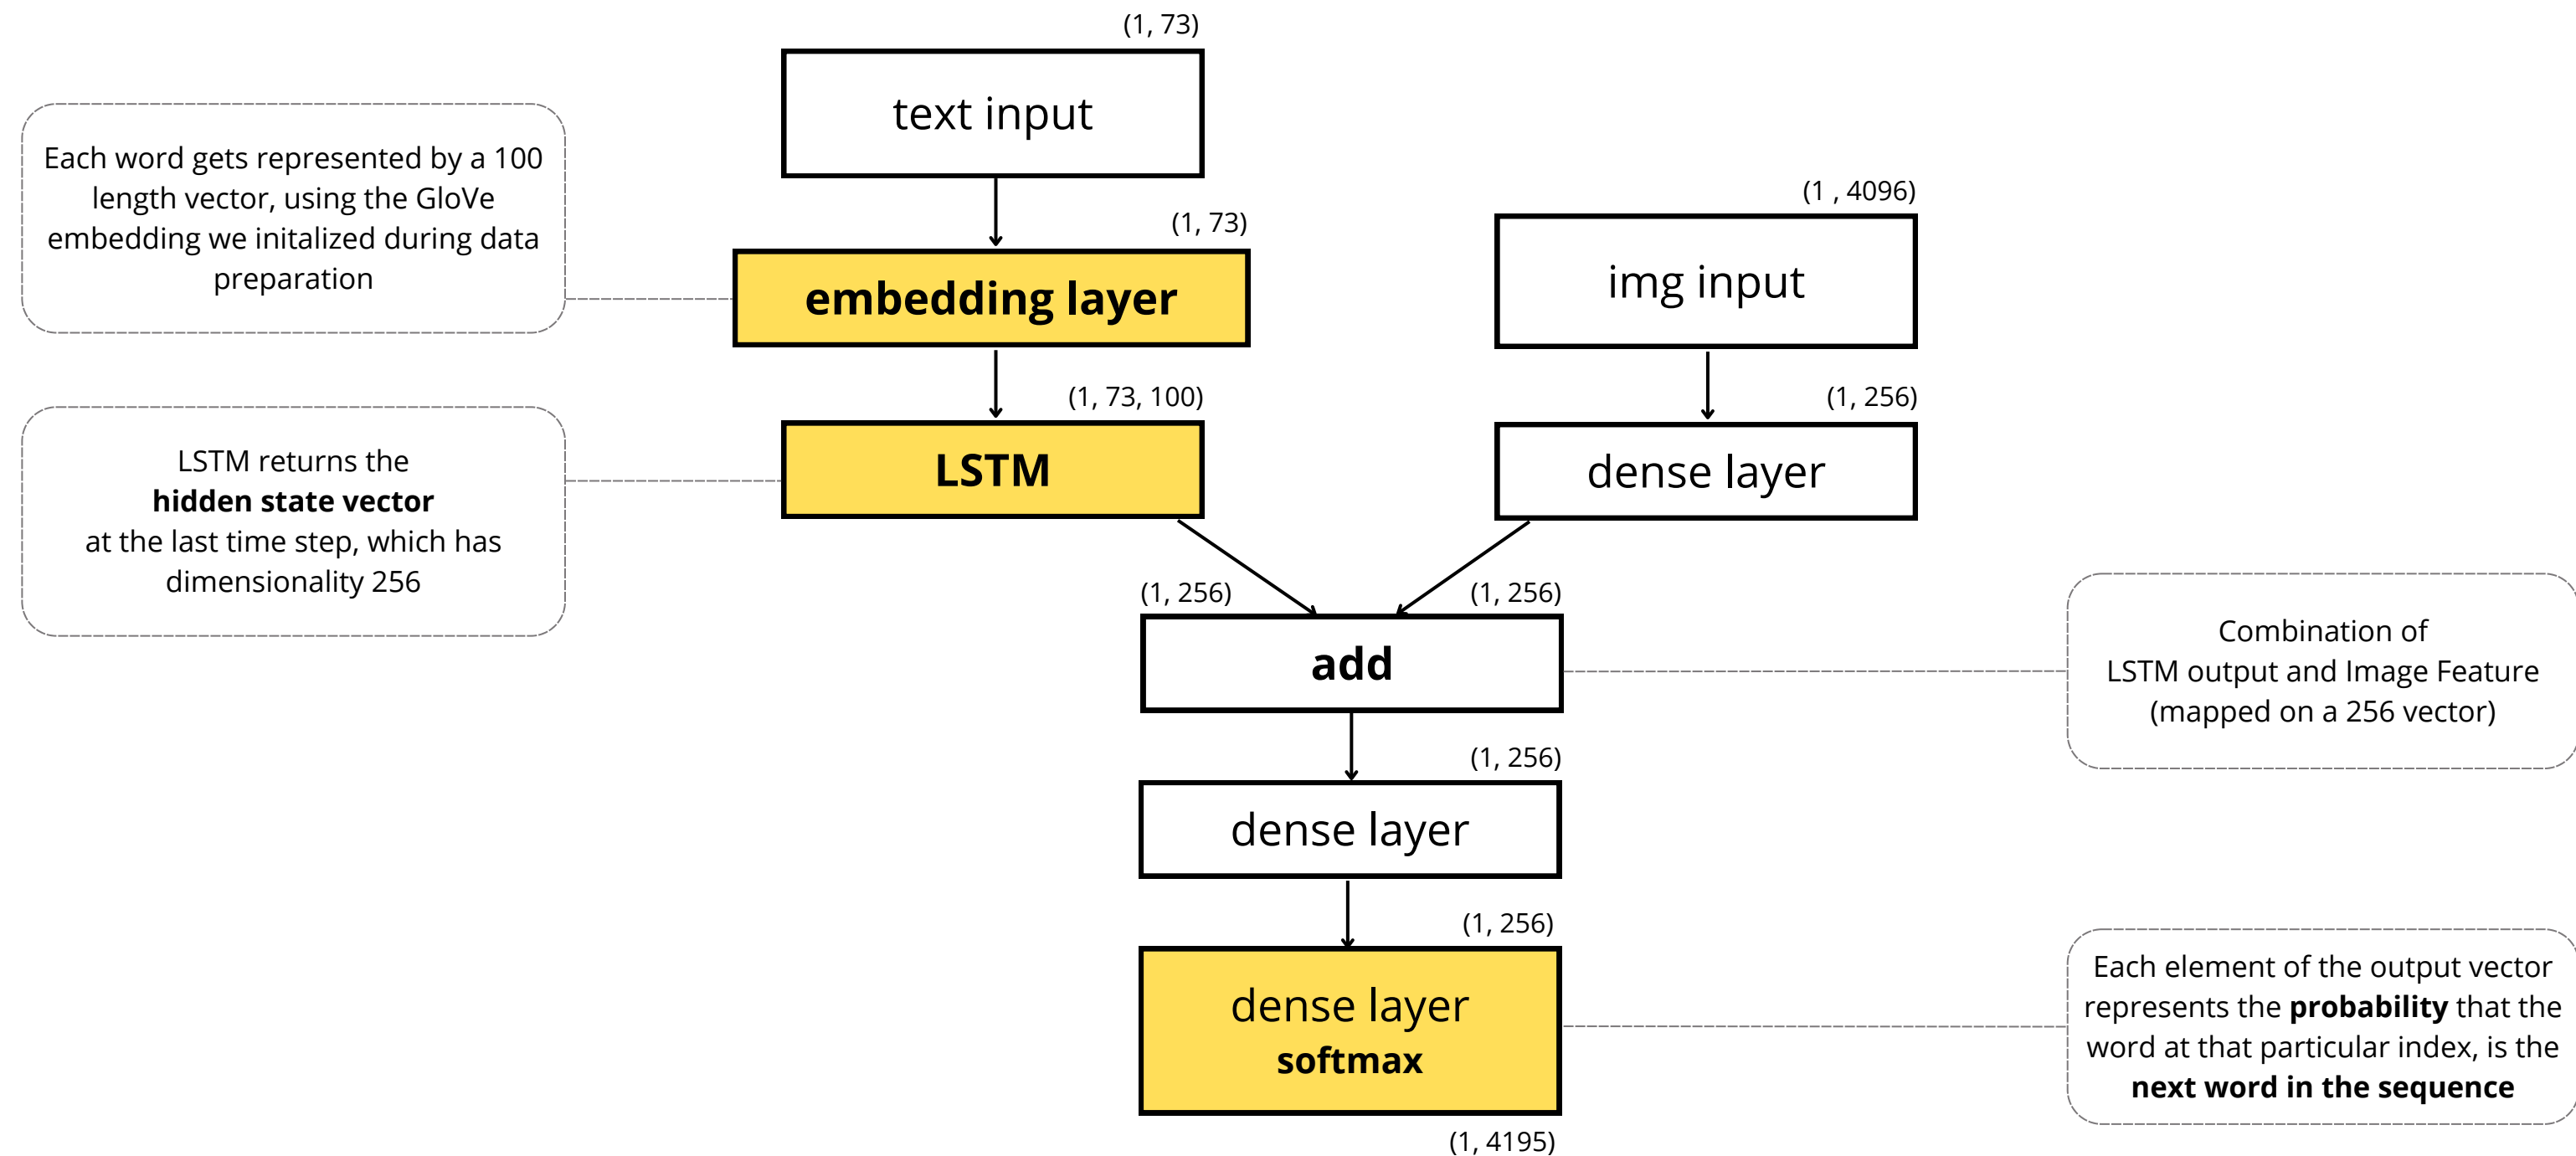 (1, 73)
text input
Each word gets represented by a 100
length vector, using the GloVe
embedding we initalized during data
preparation
(1, 73)
embedding layer
(1 , 4096)
img input
(1, 73, 100)
LSTM
(1, 256)
dense layer
LSTM returns the
hidden state vector
at the last time step, which has
dimensionality 256
(1, 256)
(1, 256)
add
Combination of
LSTM output and Image Feature
(mapped on a 256 vector)
(1, 256)
dense layer
(1, 256)
dense layer
softmax
Each element of the output vector
represents the probability that the
word at that particular index, is the
next word in the sequence
(1, 4195)